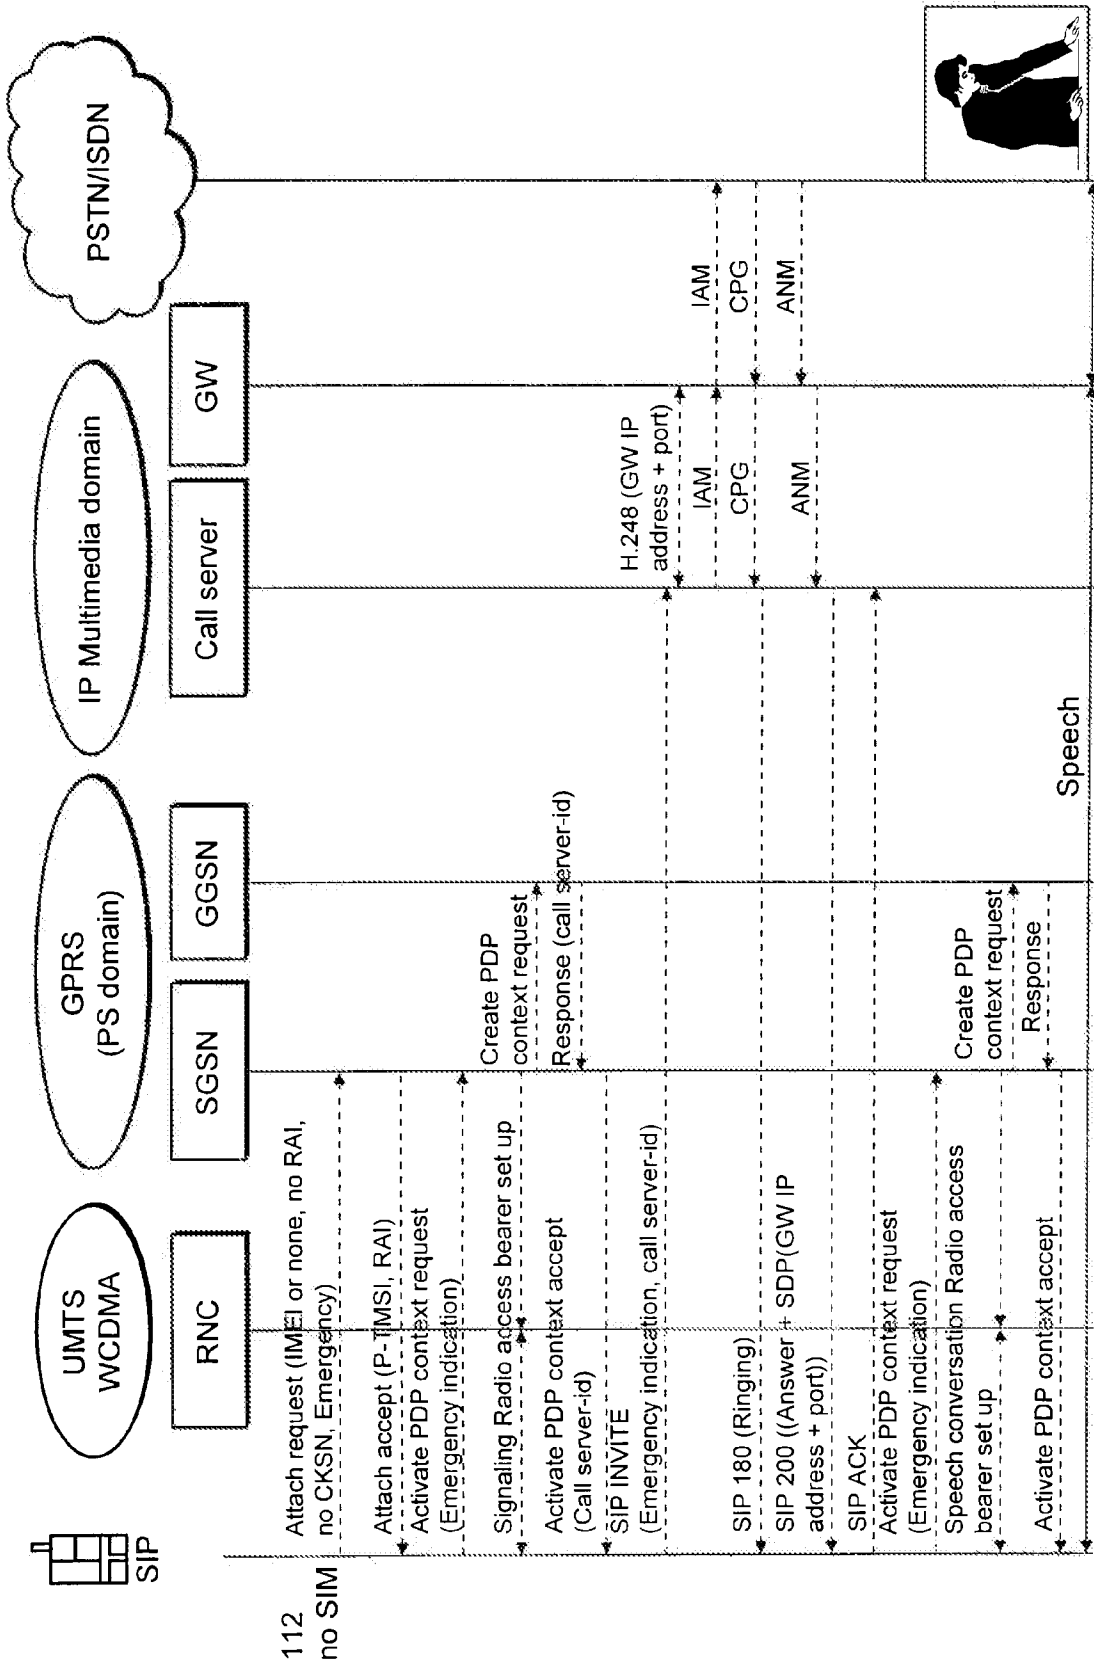 SIP
UMTS
WCDMA
GPRS
(PS domain)
IP Multimedia domain
PSTN/ISDN
RNC
SGSN
GGSN
Call server
GW
112
no SIM
Attach request (IMEI or none, no RAI,
no CKSN, Emergency)
Attach accept (P-TMSI, RAI)
Activate PDP context request
(Emergency indication)
Signaling Radio access bearer set up
Create PDP
context request
Response (call server-id)
Activate PDP context accept
(Call server-id)
SIP INVITE
(Emergency indication, call server-id)
H.248 (GW IP
address + port)
IAM
IAM
CPG
CPG
SIP 180 (Ringing)
ANM
ANM
SIP 200 ((Answer + SDP(GW IP
address + port))
SIP ACK
Activate PDP context request
(Emergency indication)
Speech conversation Radio access
bearer set up
Create PDP
context request
Response
Activate PDP context accept
Speech